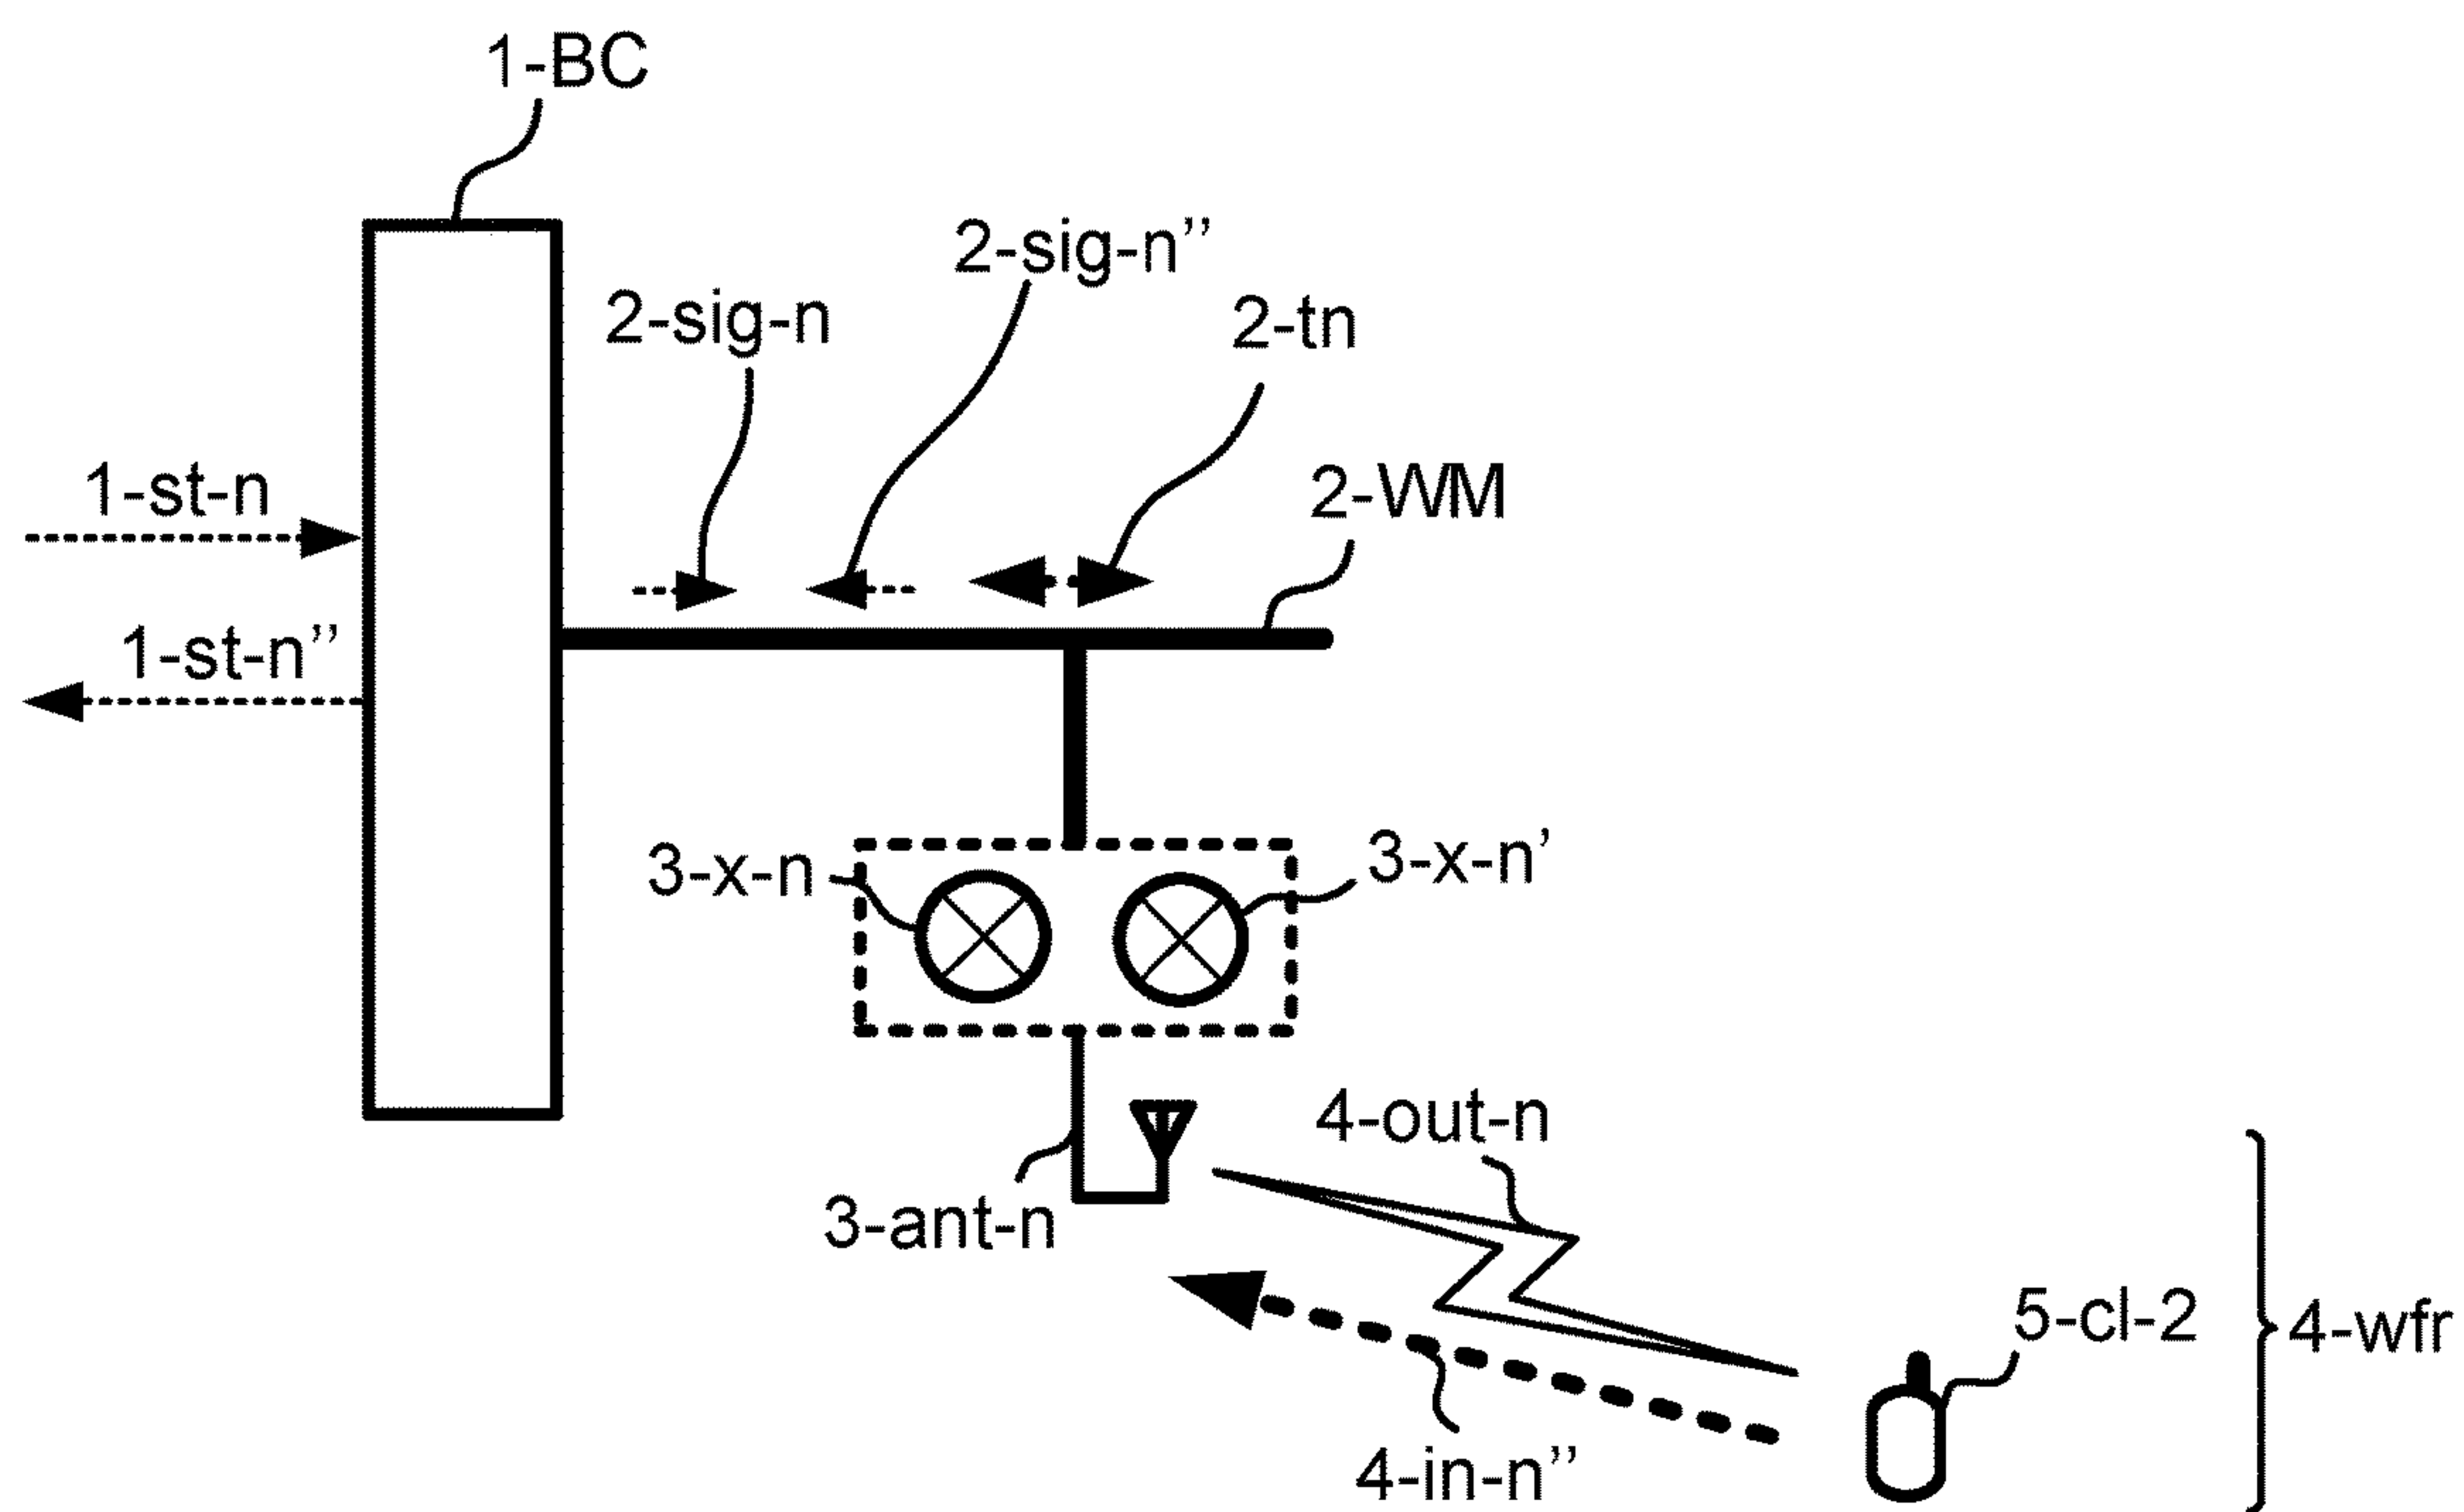 1-BC
2-sig-n’’
2-sig-n
2-tn
1-st-n
2-WM
1-st-n’’
3-x-n
3-x-n’
4-out-n
3-ant-n
5-cl-2
4-wfr
4-in-n’’